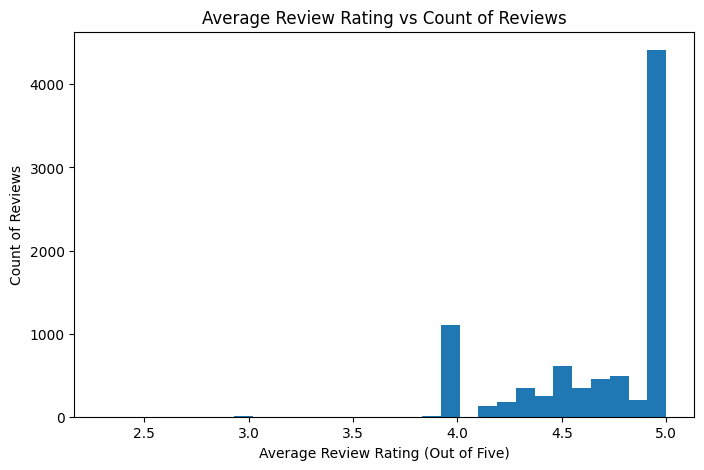 Average Review Rating vs Count of Reviews
Count of Reviews
4000
3000
2000
1000
0
2.5 3.0 3.5 4.0 4.5 5.0
Average Review Rating (Out of Five)